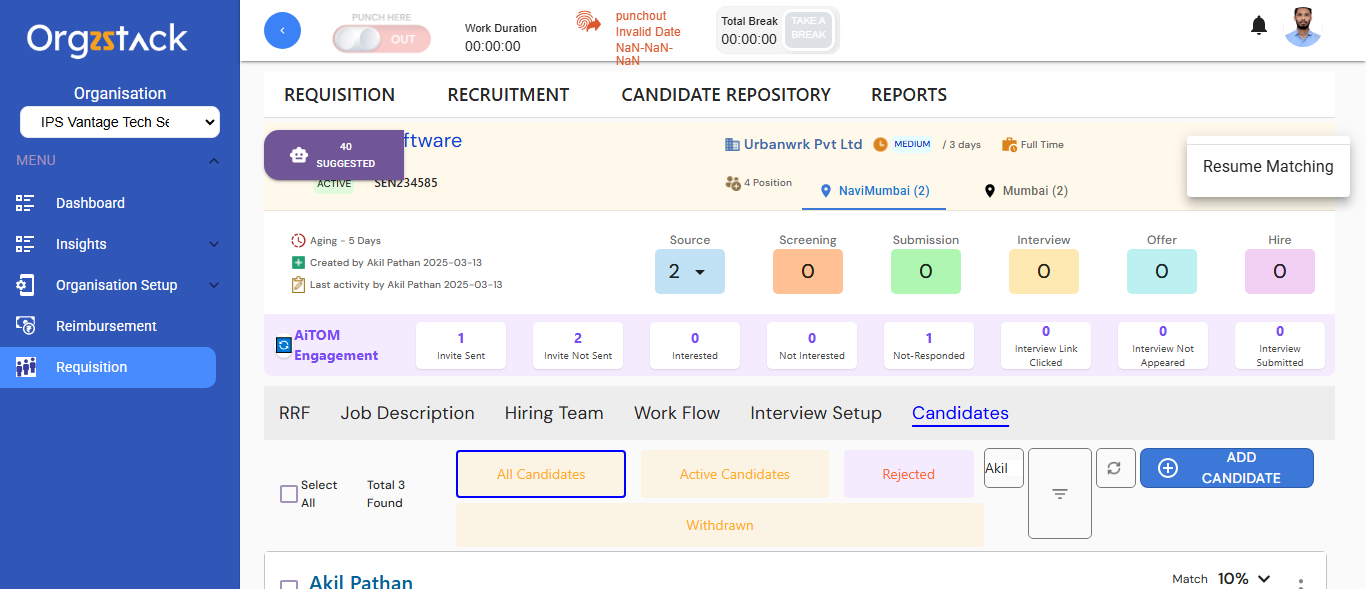 Orgzstack
Organisation
IPS Vantage Tech Se
MENU
Dashboard
Insights
Organisation Setup
Reimbursement
Requisition
PUNCH HERE
OUT
Work Duration
00:00:00
punchout
Invalid Date
NaN-NaN-
NaN
Total Break
00:00:00
TAKE A
BREAK
REQUISITION
RECRUITMENT
CANDIDATE REPOSITORY
REPORTS
40
SUGGESTED
ftware
ACTIVE
SEN234585
Urbanwrk Pvt Ltd
MEDIUM
/ 3 days
Full Time
4 Position
NaviMumbai (2)
Mumbai (2)
Resume Matching
Aging - 5 Days
Created by Akil Pathan 2025-03-13
Last activity by Akil Pathan 2025-03-13
Source
2
Screening
0
Submission
0
Interview
0
Offer
0
Hire
0
AiTOM
Engagement
1
Invite Sent
2
Invite Not Sent
0
Interested
0
Not Interested
1
Not-Responded
0
Interview Link
Clicked
0
Interview Not
Appeared
0
Interview
Submitted
RRF
Job Description
Hiring Team
Work Flow
Interview Setup
Candidates
Select
All
Total 3
Found
All Candidates
Active Candidates
Rejected
Withdrawn
Akil
ADD
CANDIDATE
Akil Pathan
Match
10%